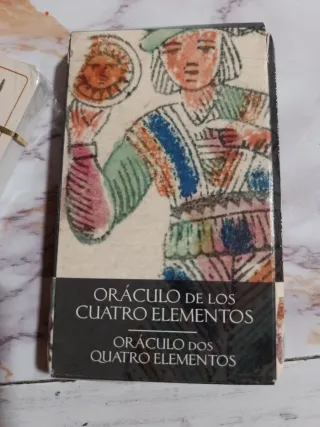 ORÁCULO DE LOS
CUATRO ELEMENTOS
ORÁCULO DOS
QUATRO ELEMENTOS